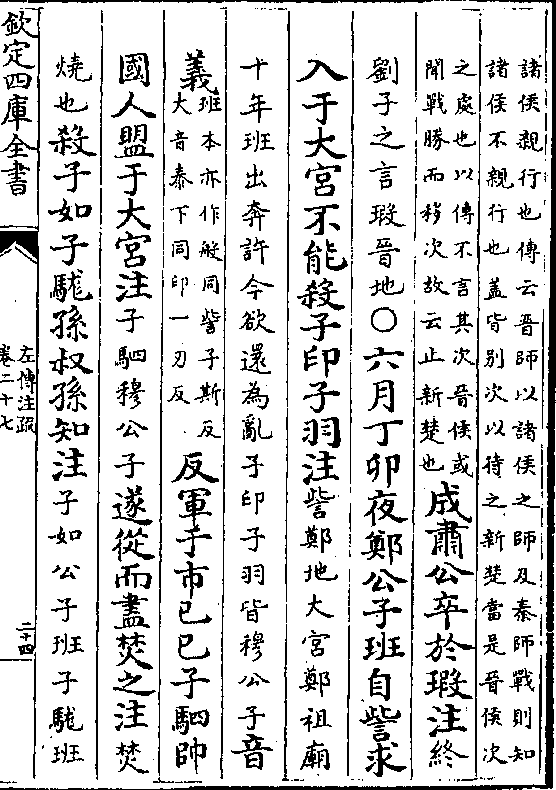 諸侯親行也傳云晉師以諸侯之師及秦師戰則知
諸侯不親行也蓋皆别次以待之新楚當是晉侯次
之處也以傳不言其次晉侯或
聞戰勝而移次故云止新楚也
成肅公卒於瑕注終
劉子之言瑕晉地〇六月丁卯夜鄭公子班自訾求
入于大宮不能殺子印子羽注訾鄭地大宮鄭祖廟
十年班出奔許今欲還為亂子印子羽皆穆公子音
義班本亦作般同訾子斯反
大音泰下同印一刃反
反軍于市己巳子駟帥
國人盟于大宮注子駟穆公子遂從而盡焚之注焚
燒也殺子如子駹孫叔孫知注子如公子班子駹班
欽定四庫全書
左傳注疏
卷二十七
二十四